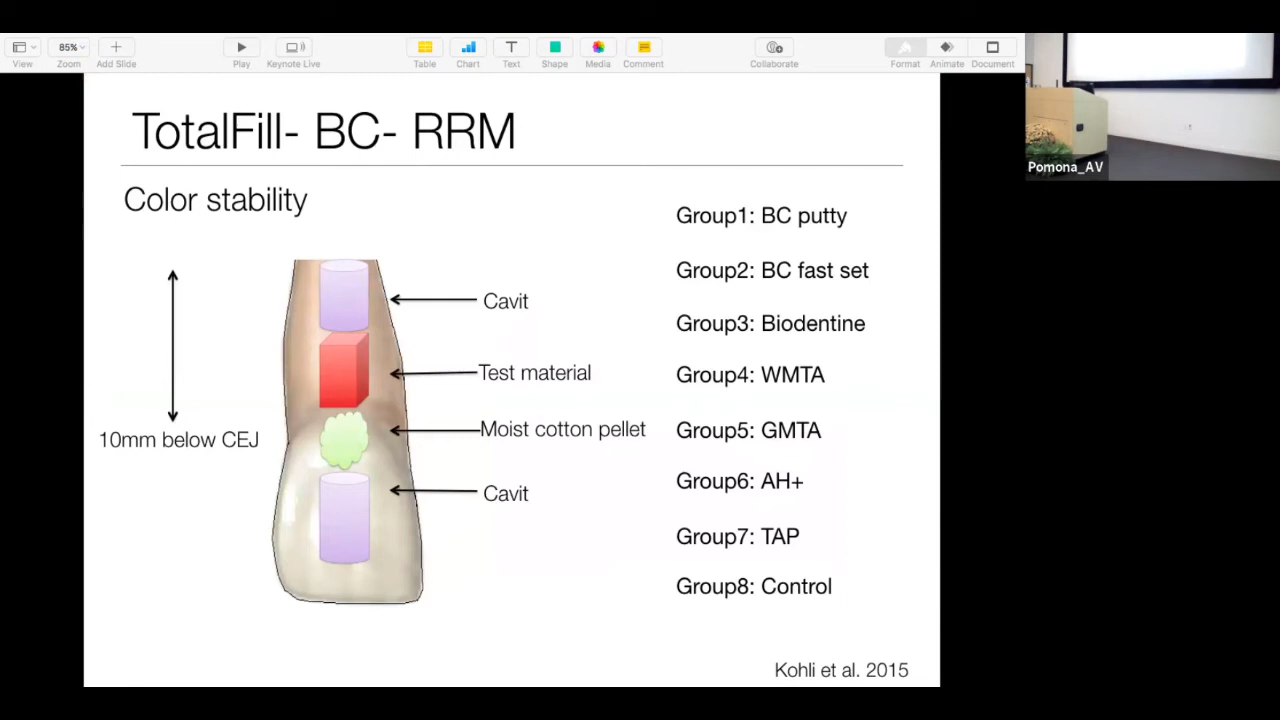 85%
View
Zoom
Add Slide
Play
Keynote Live
Table
Chart
Text
Shape
Media
Comment
Collaborate
Format
Animate
Document
Pomona_AV
TotalFill- BC- RRM
Color stability
Cavit
Test material
Moist cotton pellet
Cavit
10mm below CEJ
Group1: BC putty
Group2: BC fast set
Group3: Biodentine
Group4: WMTA
Group5: GMTA
Group6: AH+
Group7: TAP
Group8: Control
Kohli et al. 2015